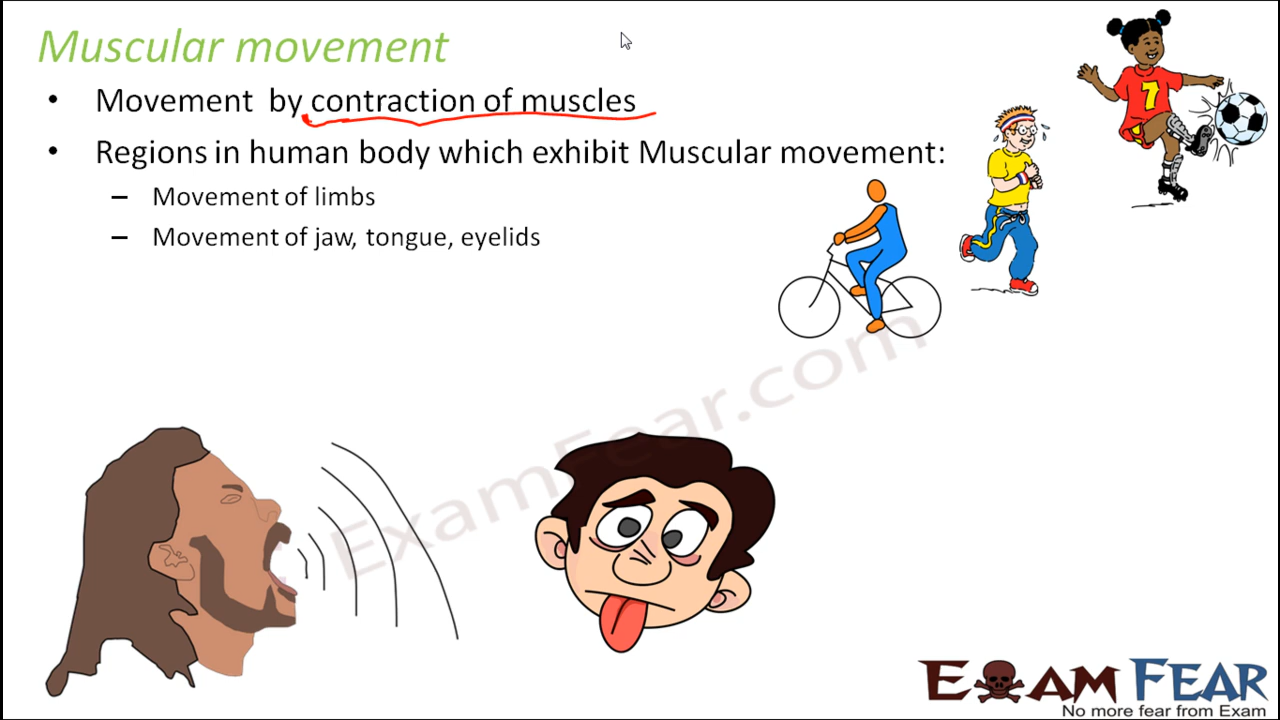 Muscular movement
• Movement by contraction of muscles
• Regions in human body which exhibit Muscular movement:
– Movement of limbs
– Movement of jaw, tongue, eyelids
7
ExamFear.com
EXAM FEAR
No more fear from Exam